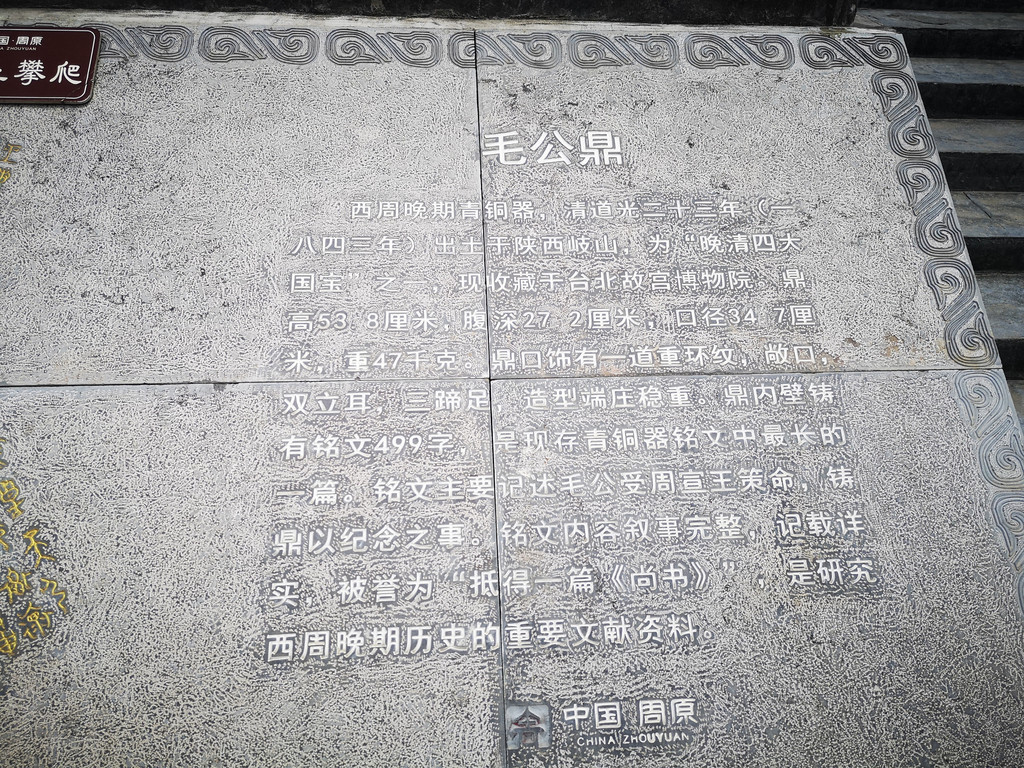 国·周原
CHINA ZHOUYUAN
攀爬
毛公鼎
西周晚期青铜器，清道光二十三年（一
八四三年）出土于陕西岐山，为“晚清四大
国宝”之一，现收藏于台北故宫博物院。鼎
高53.8厘米，腹深27.2厘米，口径34.7厘
米，重47千克。鼎口饰有一道重环纹，敞口，
双立耳，三蹄足，造型端庄稳重。鼎内壁铸
有铭文499字，是现存青铜器铭文中最长的
一篇。铭文主要记述毛公受周宣王策命，铸
鼎以纪念之事。铭文内容叙事完整，记载详
实，被誉为“抵得一篇《尚书》”，是研究
西周晚期历史的重要文献资料。
中国 周原
CHINA ZHOUYUAN